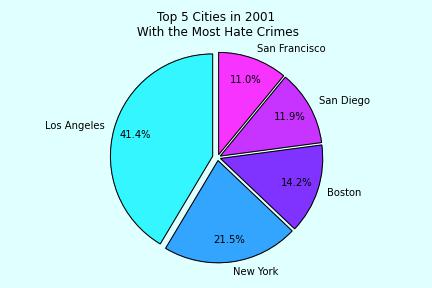 Top 5 Cities in 2001
With the Most Hate Crimes
San Francisco
11.0%
San Diego
11.9%
Los Angeles
41.4%
14.2%
Boston
21.5%
New York